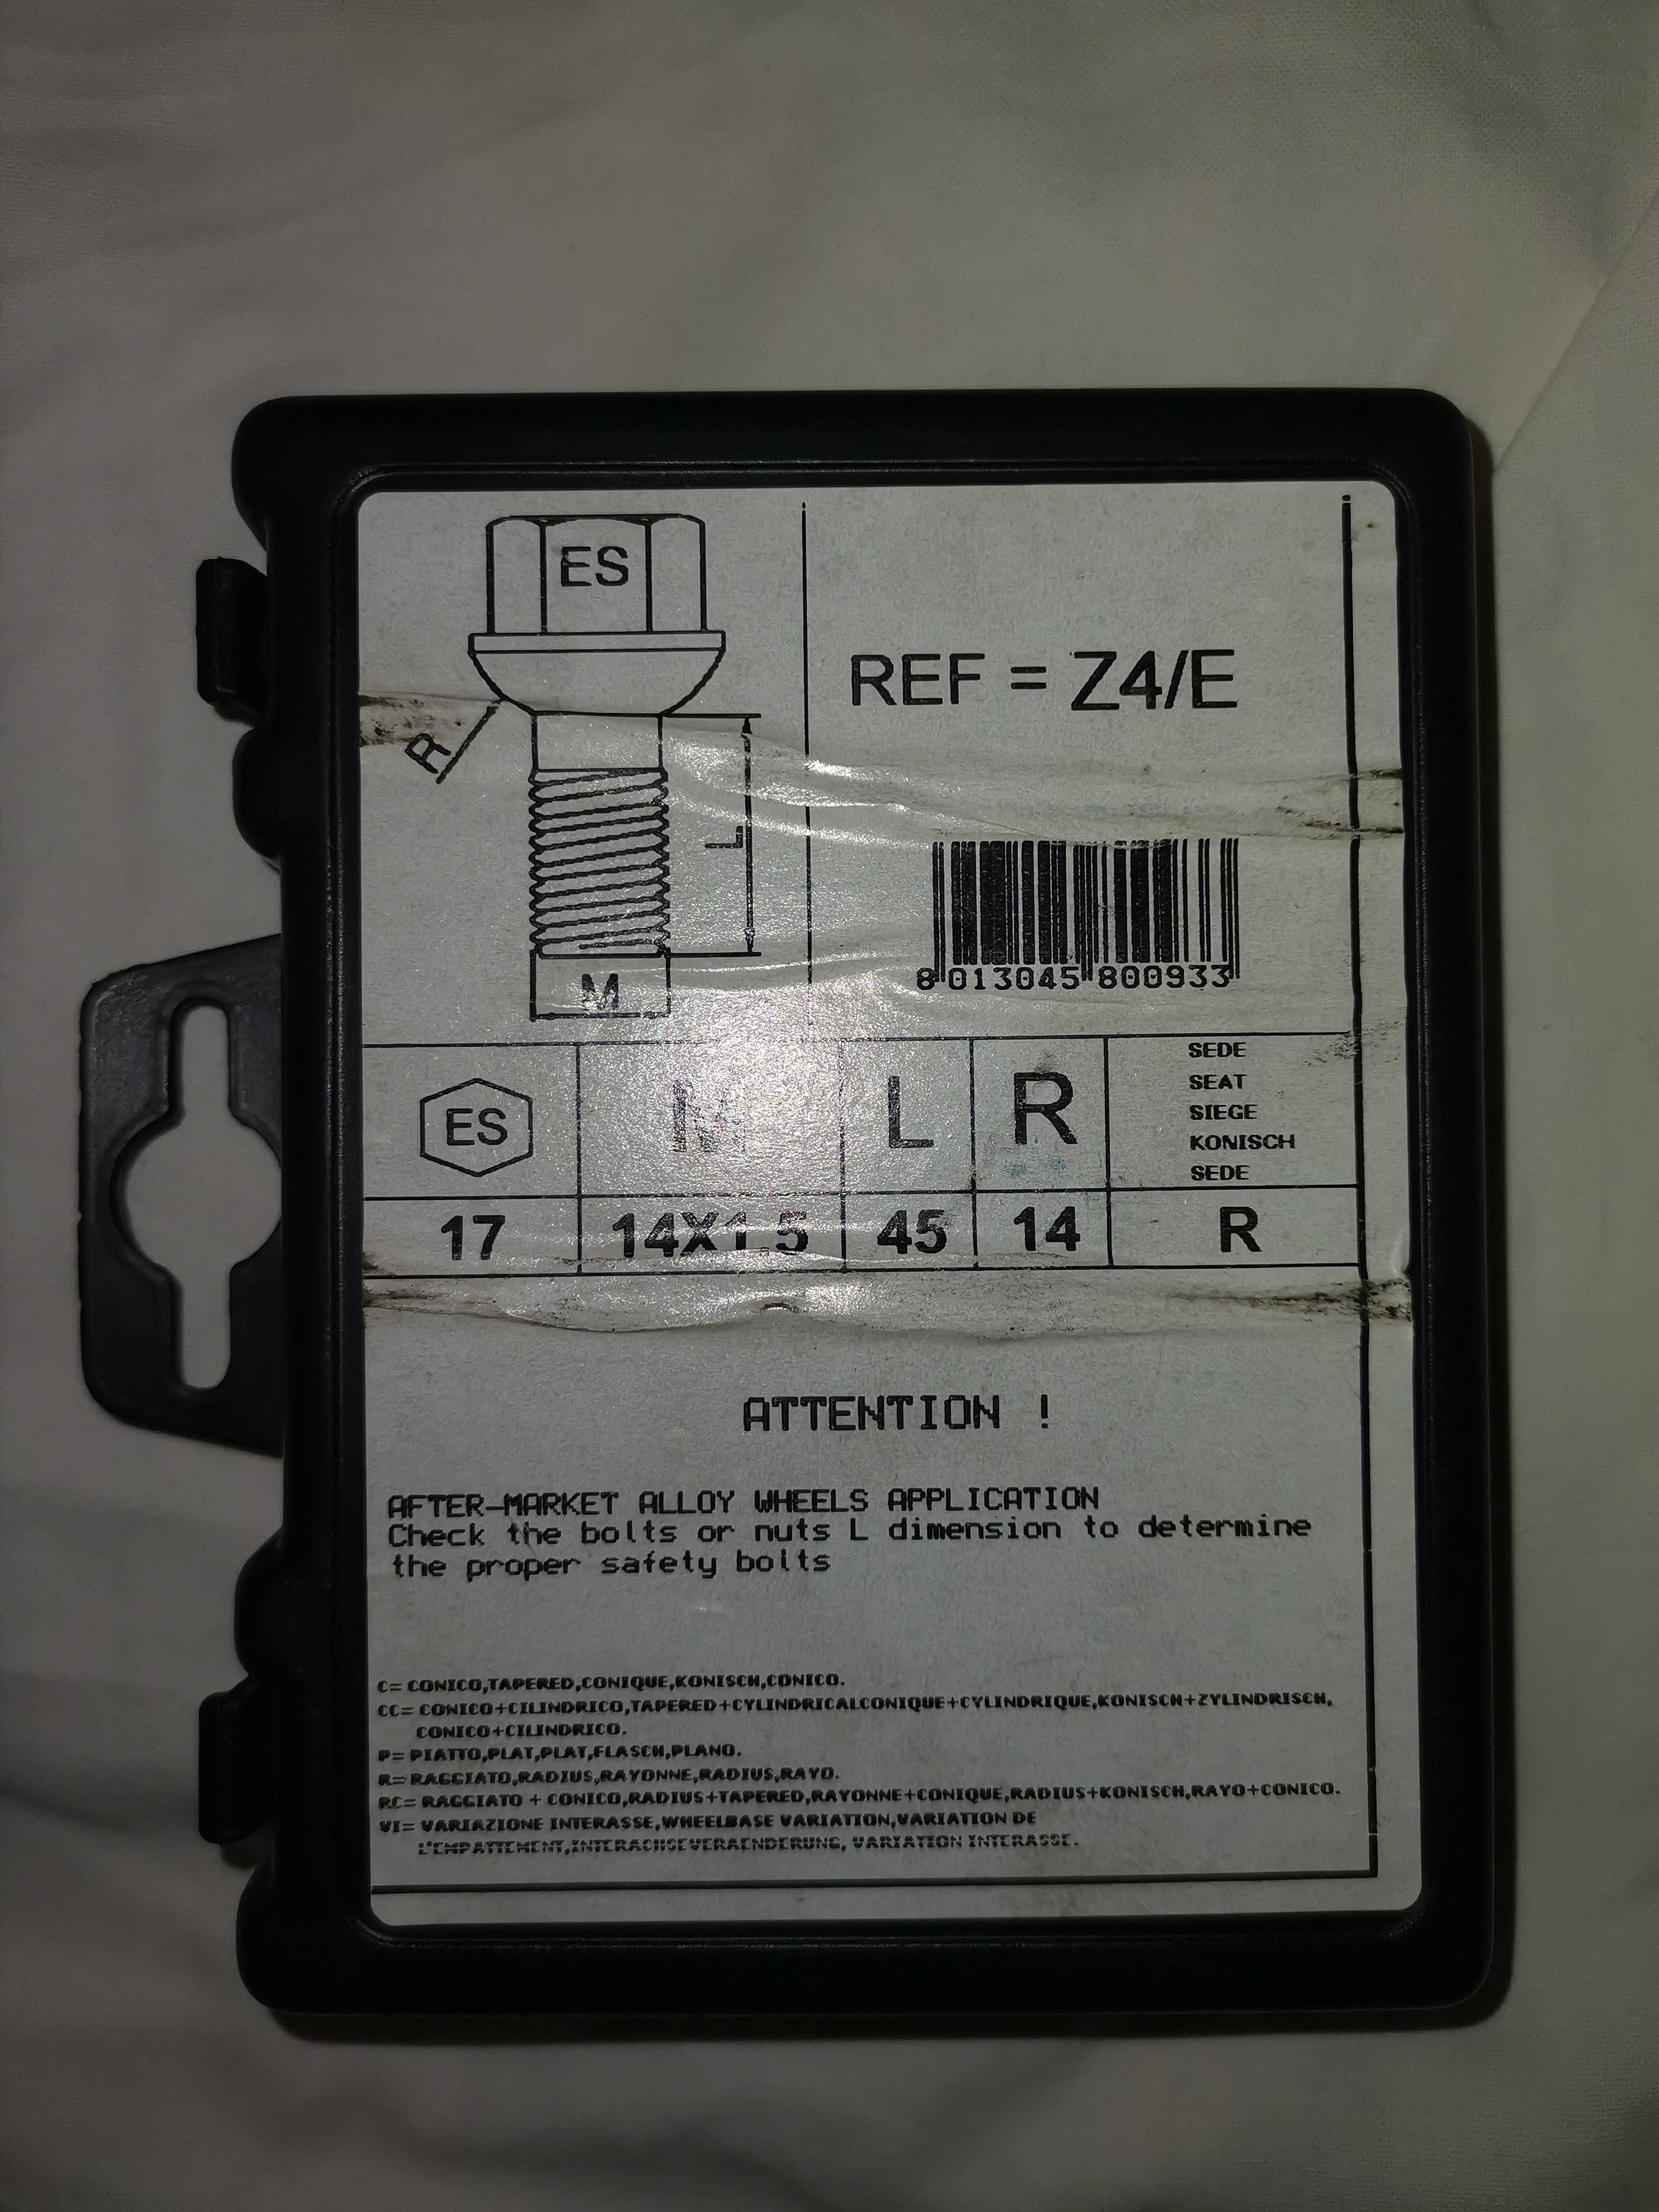 ES
REF = Z4/E
R
L
M
8 013045 800933
ES
M
L
R
SEDE
SEAT
SIEGE
KONISCH
SEDE
17
14X1.5
45
14
R
ATTENTION !
AFTER-MARKET ALLOY WHEELS APPLICATION
Check the bolts or nuts L dimension to determine
the proper safety bolts
C= CONICO,TAPERED,CONIQUE,KONISCH,CONICO.
CC= CONICO+CILINDRICO,TAPERED+CYLINDRICALCONIQUE+CYLINDRIQUE,KONISCH+ZYLINDRISCH,
CONICO+CILINDRICO.
P= PIATTO,PLAT,PLAT,FLASCH,PLANO.
R= RAGGIATO,RADIUS,RAYONNE,RADIUS,RAYO.
RC= RAGGIATO + CONICO,RADIUS+TAPERED,RAYONNE+CONIQUE,RADIUS+KONISCH,RAYO+CONICO.
VI= VARIAZIONE INTERASSE,WHEELBASE VARIATION,VARIATION DE
L'EMPATTEMENT,INTERACHSEVERAENDERUNG, VARIATION INTERASSE.